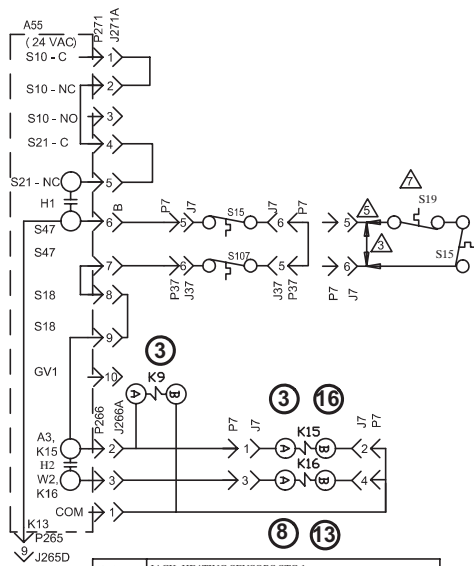 A55
P271
J271A
(24 VAC)
S10 - C
1
S10 - NC
2
S10 - NO
3
S21 - C
4
S21 - NC
5
H1
6
B
S47
P7
5
J7
S15
J7
6
P7
5
5
7
S19
S47
7
P37
6
J37
S107
5
J37
P37
6
P7
J7
3
S15
S18
8
S18
9
GV1
10
3
K9
A
B
P266
J266A
3
16
A3,
K15
2
P7
1
J7
A
K15
B
J7
2
P7
H2
W2,
K16
3
3
A
K16
B
4
COM
1
8
13
K13
P265
9
J265D